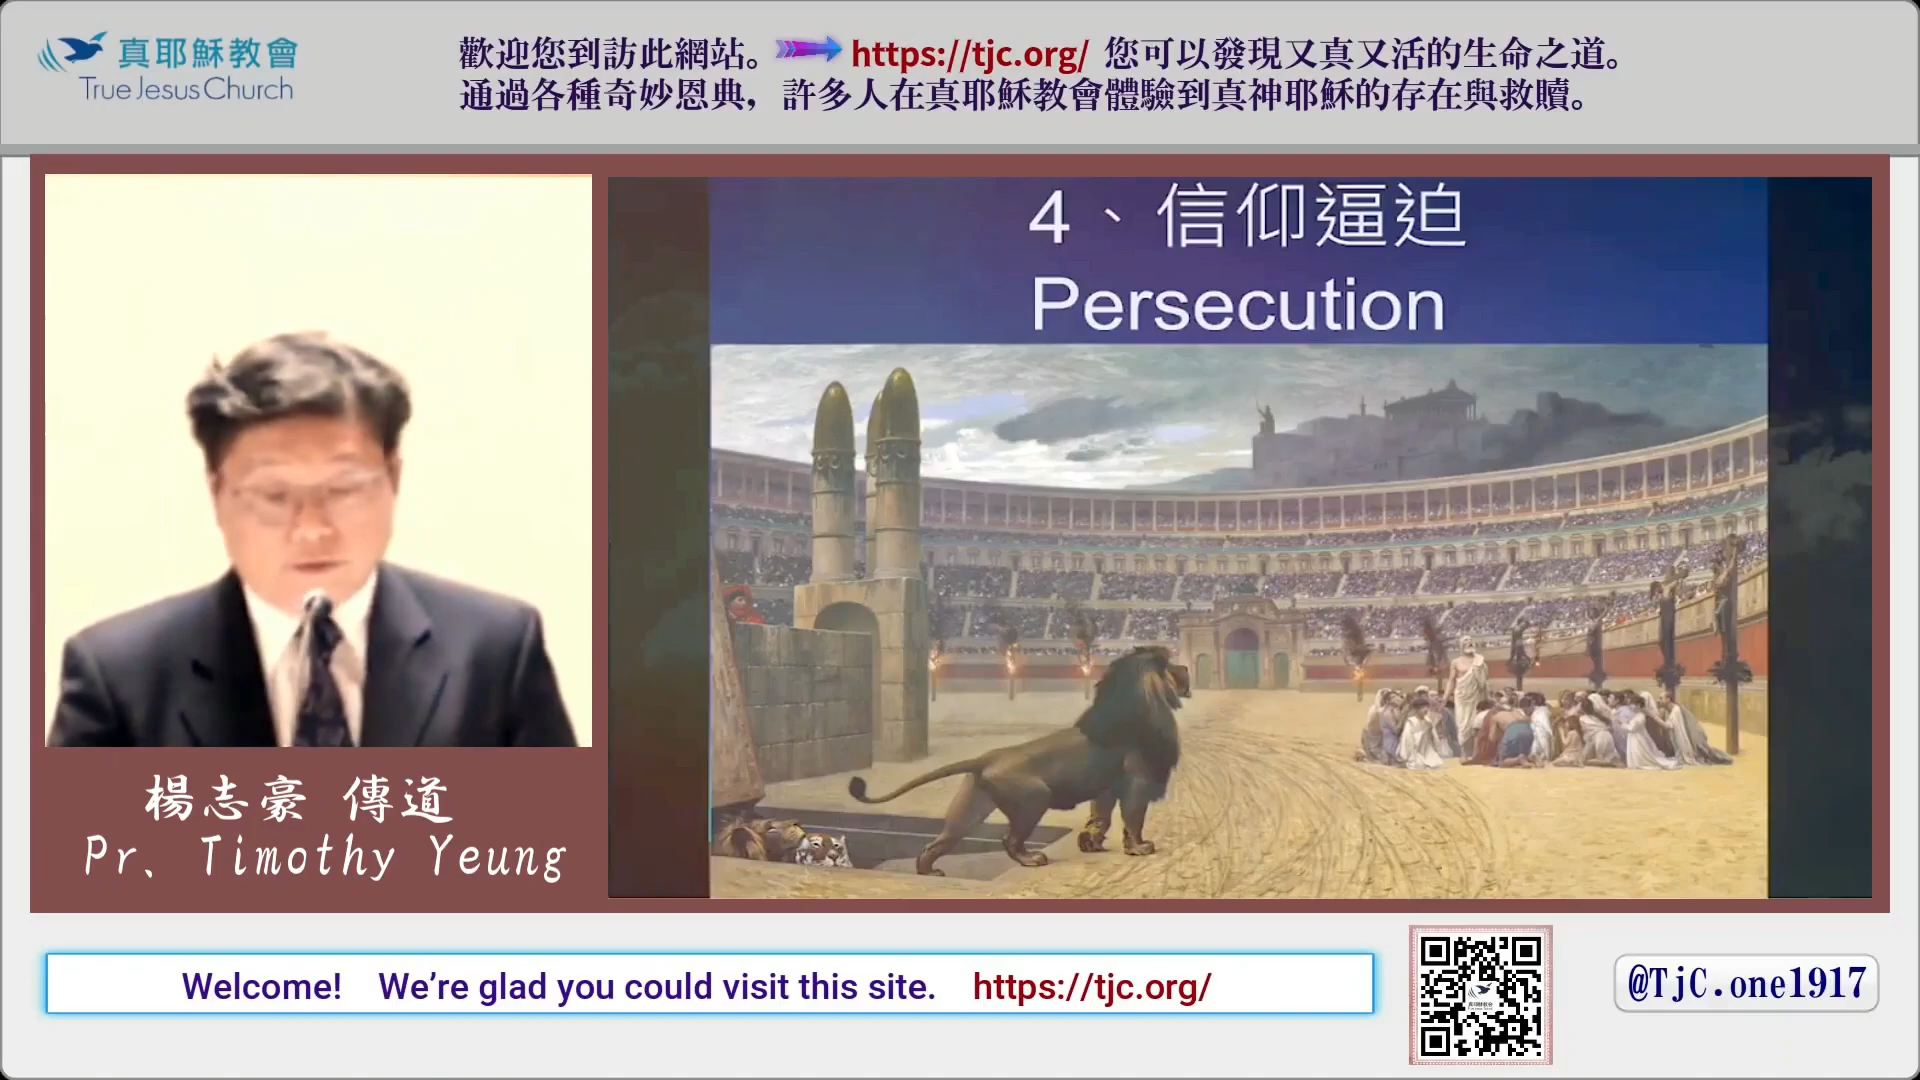 真耶穌教會
True Jesus Church
歡迎您到訪此網站。 https://tjc.org/ 您可以發現又真又活的生命之道。
通過各種奇妙恩典，許多人在真耶穌教會體驗到真神耶穌的存在與救贖。
4、信仰逼迫
Persecution
楊志豪 傳道
Pr. Timothy Yeung
Welcome! We’re glad you could visit this site. https://tjc.org/
@TjC.one1917